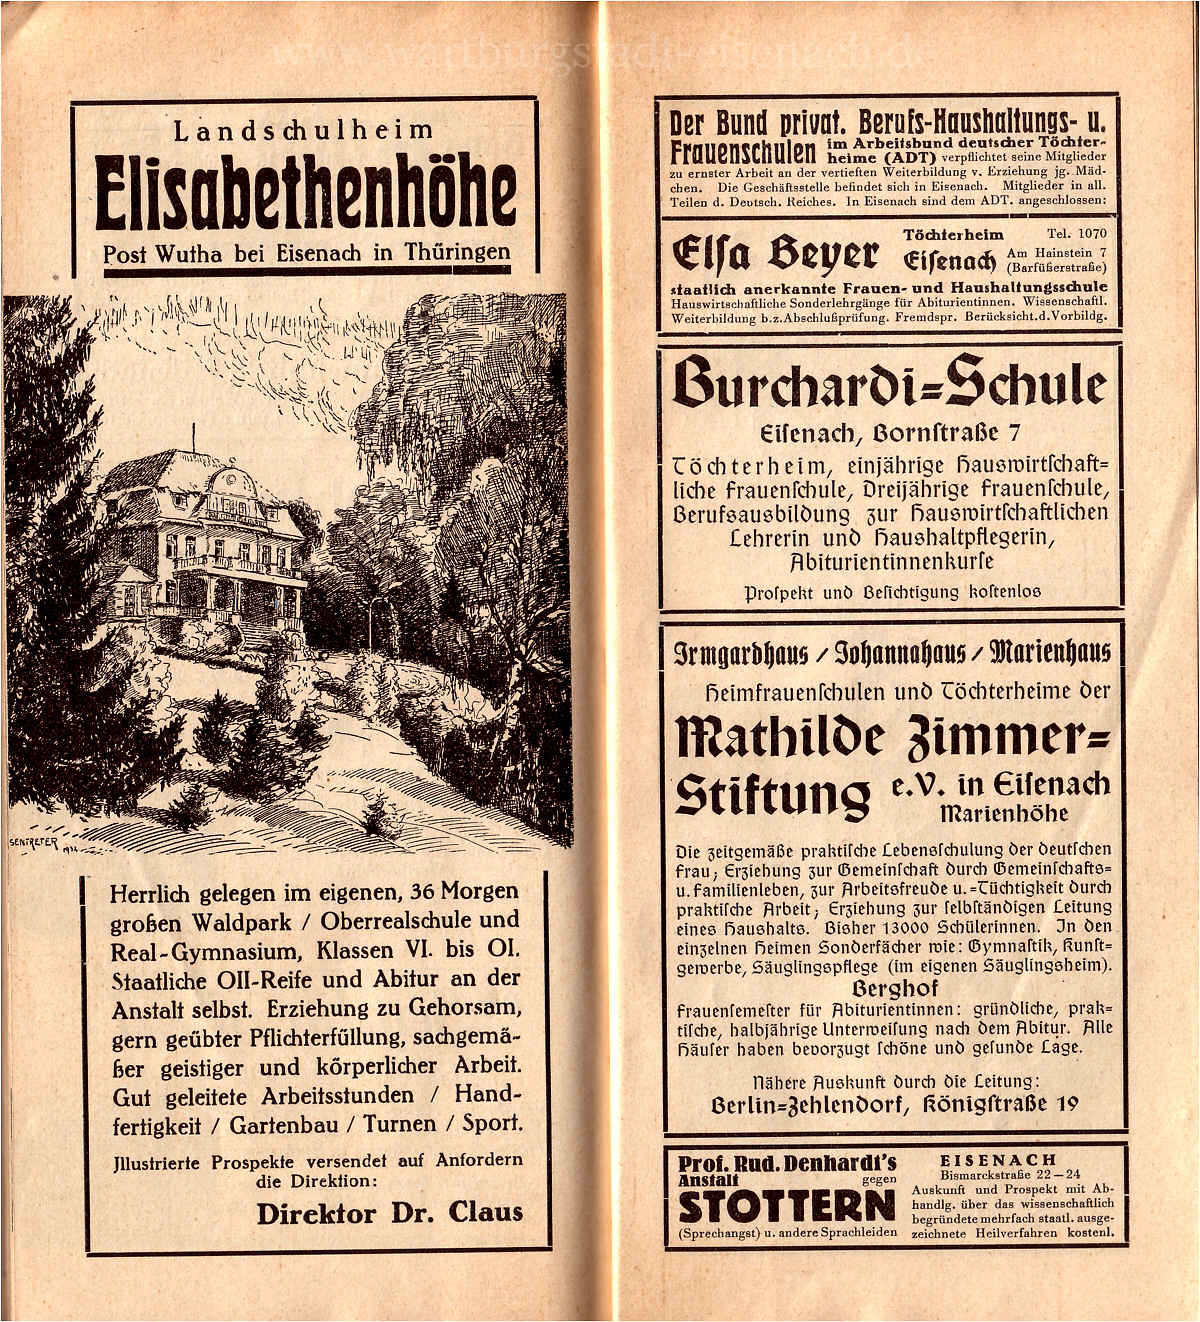 www.wartburgstadt-eisenach.de
Landschulheim
Elisabethenhöhe
Post Wutha bei Eisenach in Thüringen
SENTRETER
Herrlich gelegen im eigenen, 36 Morgen
großen Waldpark / Oberrealschule und
Real-Gymnasium, Klassen VI. bis OI.
Staatliche OII-Reife und Abitur an der
Anstalt selbst. Erziehung zu Gehorsam,
gern geübter Pflichterfüllung, sachgemä-
ßer geistiger und körperlicher Arbeit.
Gut geleitete Arbeitsstunden / Hand-
fertigkeit / Gartenbau / Turnen / Sport.
Jllustrierte Prospekte versendet auf Anfordern
die Direktion:
Direktor Dr. Claus
Der Bund privat. Berufs-Haushaltungs- u.
Frauenschulen im Arbeitsbund deutscher Töchter-
heime (ADT) verpflichtet seine Mitglieder
zu ernster Arbeit an der vertieften Weiterbildung v. Erziehung jg. Mäd-
chen. Die Geschäftsstelle befindet sich in Eisenach. Mitglieder in all.
Teilen d. Deutsch. Reiches. In Eisenach sind dem ADT. angeschlossen:
Elsa Beyer Töchterheim Tel. 1070
Eisenach Am Hainstein 7
(Barfüßerstraße)
staatlich anerkannte Frauen- und Haushaltungsschule
Hauswirtschaftliche Sonderlehrgänge für Abiturientinnen. Wissenschaftl.
Weiterbildung b.z.Abschlußprüfung. Fremdspr. Berücksicht.d.Vorbildg.
Burchardi=Schule
Eisenach, Bornstraße 7
Töchterheim, einjährige Hauswirtschaft=
liche Frauenschule, Dreijährige Frauenschule,
Berufsausbildung zur Hauswirtschaftlichen
Lehrerin und Haushaltpflegerin,
Abiturientinnenkurse
Prospekt und Besichtigung kostenlos
Irmgardhaus / Johannahaus / Marienhaus
Heimfrauenschulen und Töchterheime der
Mathilde Zimmer=
Stiftung e.V. in Eisenach
Marienhöhe
Die zeitgemäße praktische Lebensschulung der deutschen
Frau; Erziehung zur Gemeinschaft durch Gemeinschafts=
u. Familienleben, zur Arbeitsfreude u.=Tüchtigkeit durch
praktische Arbeit; Erziehung zur selbständigen Leitung
eines Haushalts. Bisher 13000 Schülerinnen. In den
einzelnen Heimen Sonderfächer wie: Gymnastik, Kunst=
gewerbe, Säuglingspflege (im eigenen Säuglingsheim).
Berghof
Frauensemester für Abiturientinnen: gründliche, prak=
tische, halbjährige Unterweisung nach dem Abitur. Alle
Häuser haben bevorzugt schöne und gesunde Lage.
Nähere Auskunft durch die Leitung:
Berlin=Zehlendorf, Königstraße 19
Prof. Rud. Denhardt's
Anstalt gegen
STOTTERN
(Sprechangst) u. andere Sprachleiden
EISENACH
Bismarckstraße 22—24
Auskunft und Prospekt mit Ab-
handlg. über das wissenschaftlich
begründete mehrfach staatl. ausge-
zeichnete Heilverfahren kostenl.